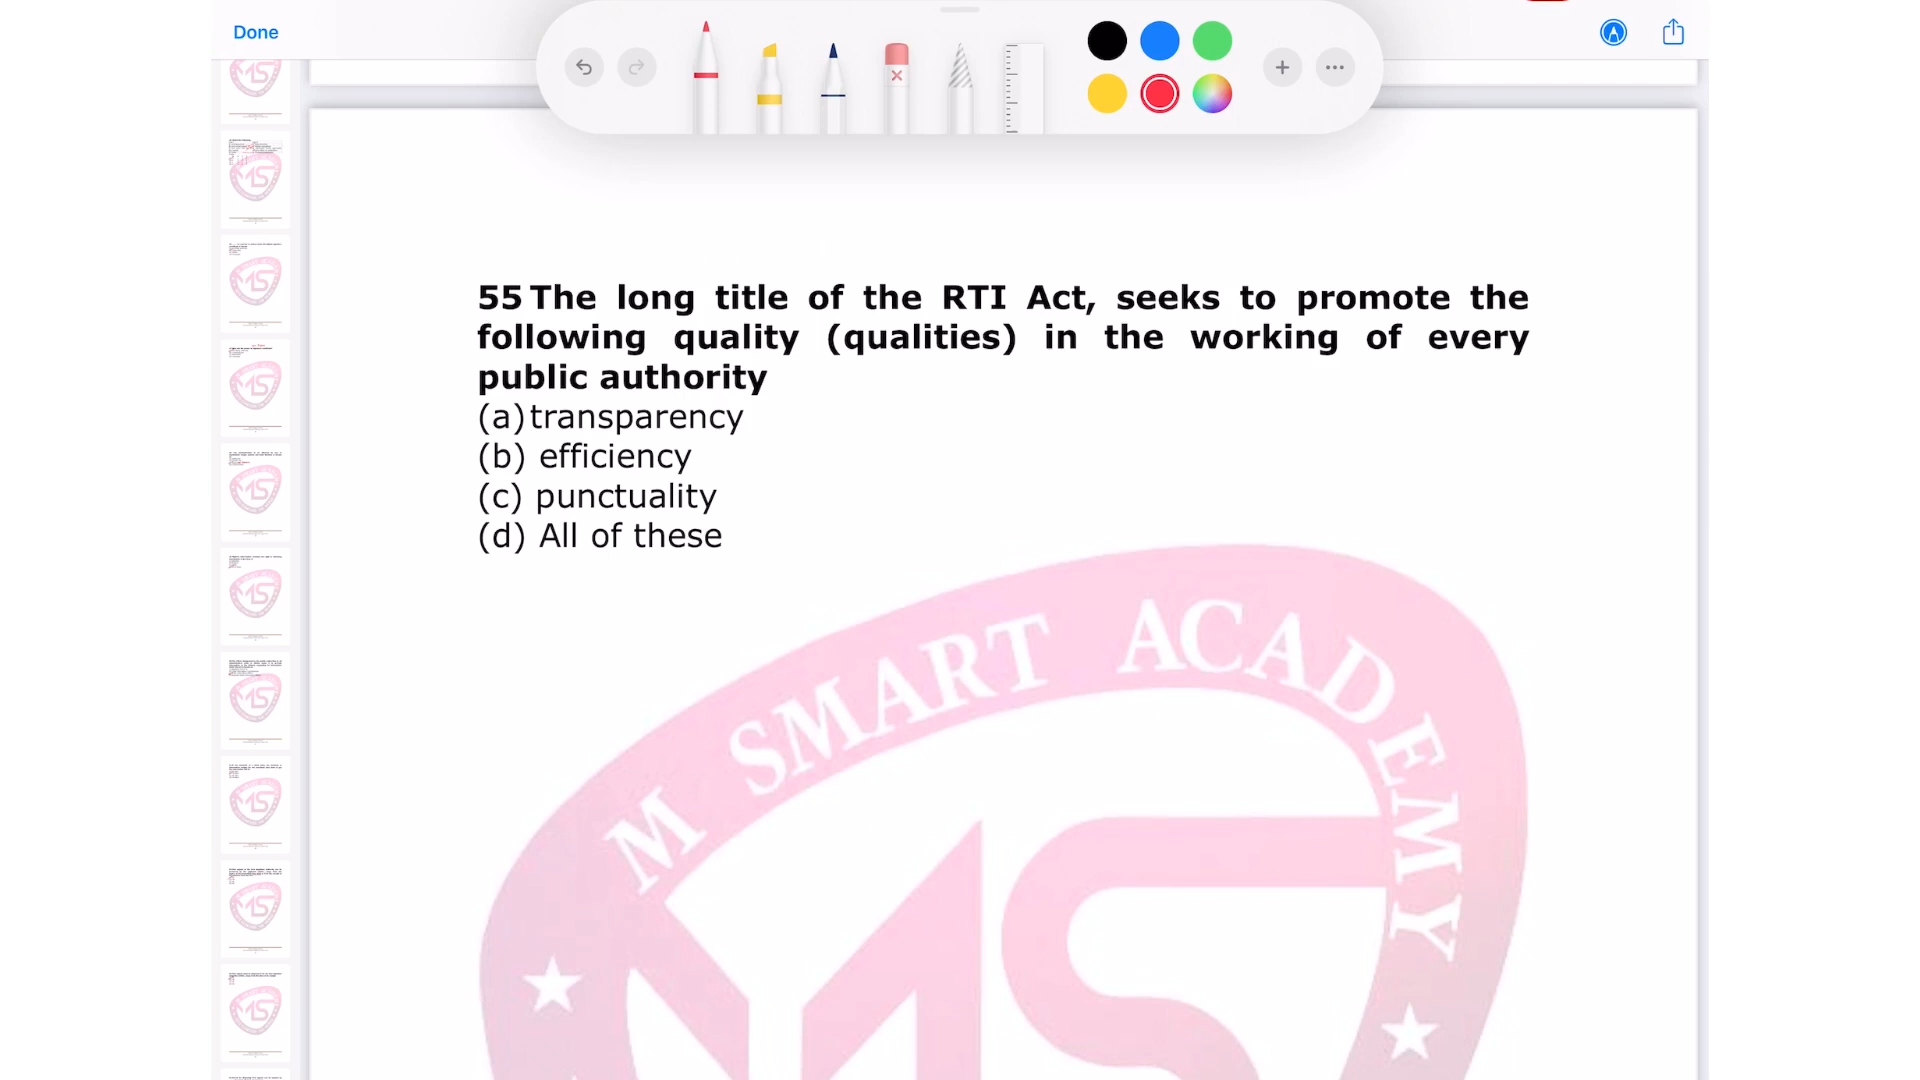 Done
55 The long title of the RTI Act, seeks to promote the
following quality (qualities) in the working of every
public authority
(a) transparency
(b) efficiency
(c) punctuality
(d) All of these
M SMART ACADEMY
MS